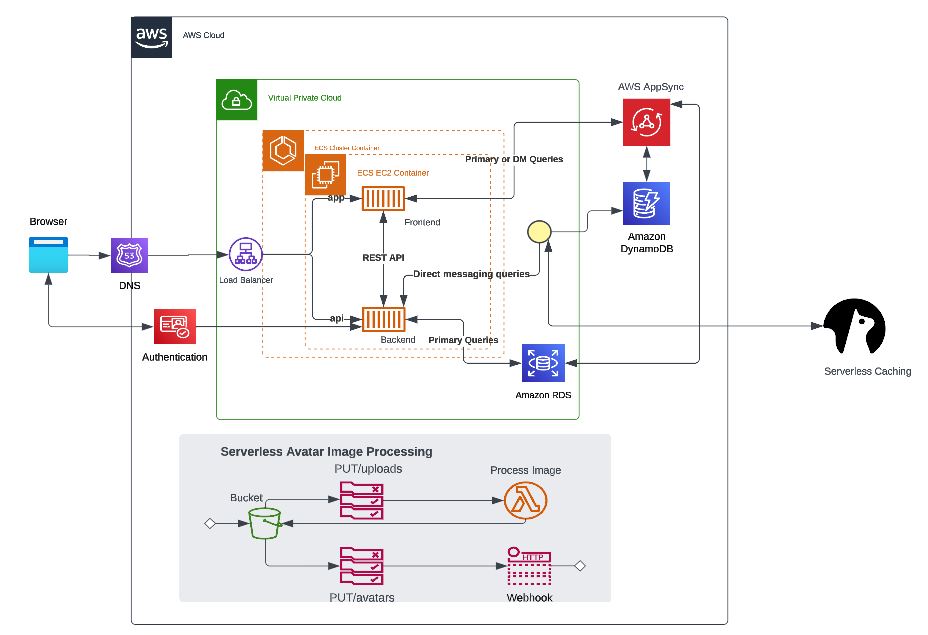 aws
AWS Cloud
AWS AppSync
Virtual Private Cloud
ECS Cluster Container
Primary or DM Queries
ECS EC2 Container
app
Browser
Frontend
Amazon
DynamoDB
53
REST API
Direct messaging queries
Load Balancer
DNS
api
Backend
Primary Queries
Authentication
Serverless Caching
Amazon RDS
Serverless Avatar Image Processing
PUT/uploads
Process Image
Bucket
HTTP
PUT/avatars
Webhook